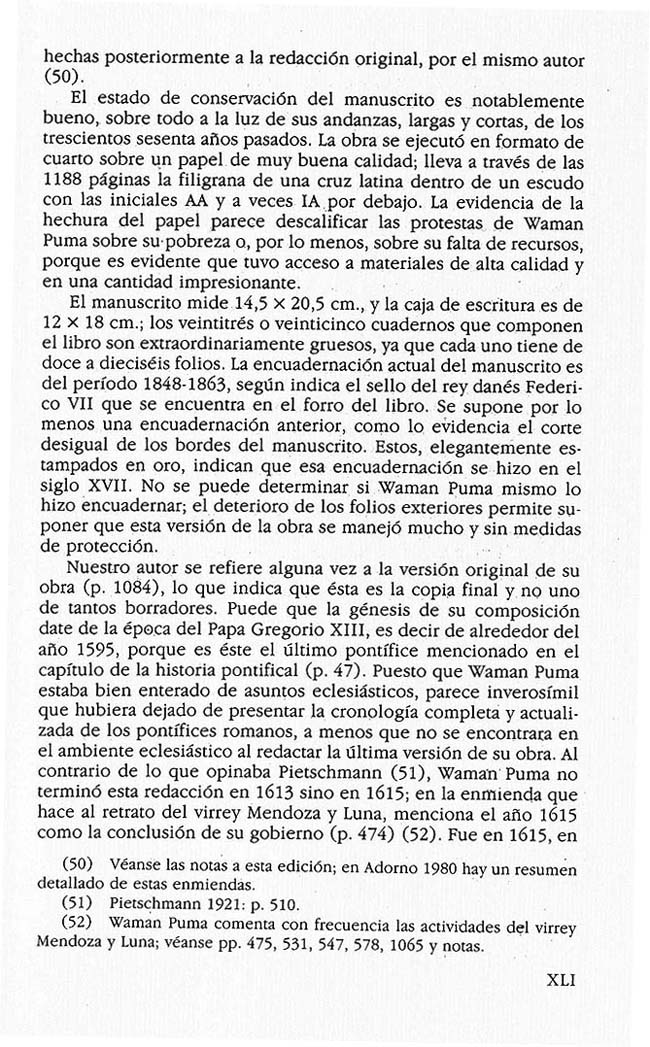 hechas posteriormente a la redacción original, por el mismo autor
(50).
El estado de conservación del manuscrito es notablemente
bueno, sobre todo a la luz de sus andanzas, largas y cortas, de los
trescientos sesenta años pasados. La obra se ejecutó en formato de
cuarto sobre un papel de muy buena calidad; lleva a través de las
1188 páginas la filigrana de una cruz latina dentro de un escudo
con las iniciales AA y a veces IA por debajo. La evidencia de la
hechura del papel parece descalificar las protestas de Waman
Puma sobre su pobreza o, por lo menos, sobre su falta de recursos,
porque es evidente que tuvo acceso a materiales de alta calidad y
en una cantidad impresionante.
El manuscrito mide 14,5 × 20,5 cm., y la caja de escritura es de
12 × 18 cm.; los veintitrés o veinticinco cuadernos que componen
el libro son extraordinariamente gruesos, ya que cada uno tiene de
doce a dieciséis folios. La encuadernación actual del manuscrito es
del período 1848-1863, según indica el sello del rey danés Federi-
co VII que se encuentra en el forro del libro. Se supone por lo
menos una encuadernación anterior, como lo evidencia el corte
desigual de los bordes del manuscrito. Estos, elegantemente es-
tampados en oro, indican que esa encuadernación se hizo en el
siglo XVII. No se puede determinar si Waman Puma mismo lo
hizo encuadernar; el deterioro de los folios exteriores permite su-
poner que esta versión de la obra se manejó mucho y sin medidas
de protección.
Nuestro autor se refiere alguna vez a la versión original de su
obra (p. 1084), lo que indica que ésta es la copia final y no uno
de tantos borradores. Puede que la génesis de su composición
date de la época del Papa Gregorio XIII, es decir de alrededor del
año 1595, porque es éste el último pontífice mencionado en el
capítulo de la historia pontifical (p. 47). Puesto que Waman Puma
estaba bien enterado de asuntos eclesiásticos, parece inverosímil
que hubiera dejado de presentar la cronología completa y actuali-
zada de los pontífices romanos, a menos que no se encontrara en
el ambiente eclesiástico al redactar la última versión de su obra. Al
contrario de lo que opinaba Pietschmann (51), Waman Puma no
terminó esta redacción en 1613 sino en 1615; en la enmienda que
hace al retrato del virrey Mendoza y Luna, menciona el año 1615
como la conclusión de su gobierno (p. 474) (52). Fue en 1615, en
(50) Véanse las notas a esta edición; en Adorno 1980 hay un resumen
detallado de estas enmiendas.
(51) Pietschmann 1921: p. 510.
(52) Waman Puma comenta con frecuencia las actividades del virrey
Mendoza y Luna; véanse pp. 475, 531, 547, 578, 1065 y notas.
XLI